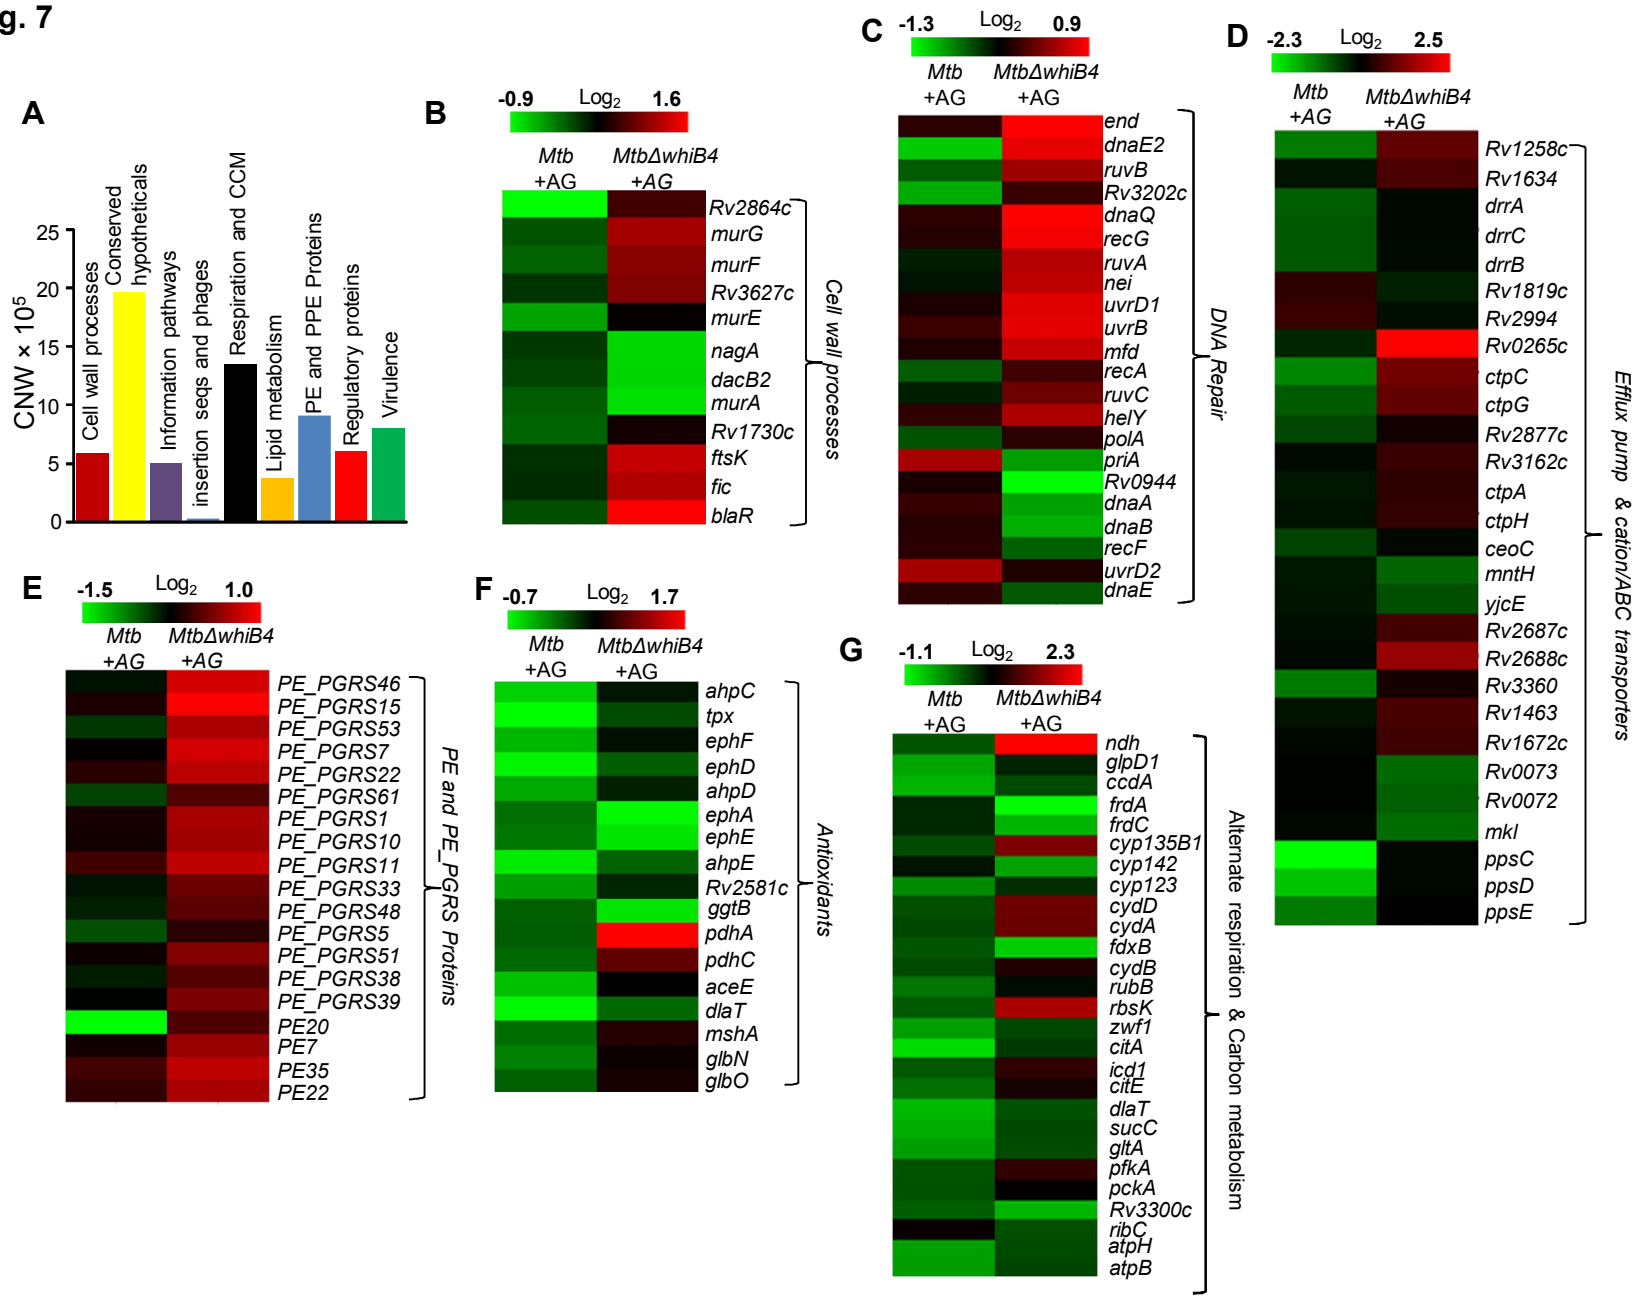 g. 7
A
CNW × 10⁵
25
20
15
10
5
0
Cell wall processes
Conserved
hypotheticals
Information pathways
insertion seqs and phages
Respiration and CCM
Lipid metabolism
PE and PPE Proteins
Regulatory proteins
Virulence
B
-0.9 Log₂ 1.6
Mtb MtbΔwhiB4
+AG +AG
Rv2864c
murG
murF
Rv3627c
murE
nagA
dacB2
murA
Rv1730c
ftsK
fic
blaR
Cell wall processes
C
-1.3 Log₂ 0.9
Mtb MtbΔwhiB4
+AG +AG
end
dnaE2
ruvB
Rv3202c
dnaQ
recG
ruvA
nei
uvrD1
uvrB
mfd
recA
ruvC
helY
polA
priA
Rv0944
dnaA
dnaB
recF
uvrD2
dnaE
DNA Repair
D
-2.3 Log₂ 2.5
Mtb MtbΔwhiB4
+AG +AG
Rv1258c
Rv1634
drrA
drrC
drrB
Rv1819c
Rv2994
Rv0265c
ctpC
ctpG
Rv2877c
Rv3162c
ctpA
ctpH
ceoC
mntH
yjcE
Rv2687c
Rv2688c
Rv3360
Rv1463
Rv1672c
Rv0073
Rv0072
mkl
ppsC
ppsD
ppsE
Efflux pump & cation/ABC transporters
E
-1.5 Log₂ 1.0
Mtb MtbΔwhiB4
+AG +AG
PE_PGRS46
PE_PGRS15
PE_PGRS53
PE_PGRS7
PE_PGRS22
PE_PGRS61
PE_PGRS1
PE_PGRS10
PE_PGRS11
PE_PGRS33
PE_PGRS48
PE_PGRS5
PE_PGRS51
PE_PGRS38
PE_PGRS39
PE20
PE7
PE35
PE22
PE and PE_PGRS Proteins
F
-0.7 Log₂ 1.7
Mtb MtbΔwhiB4
+AG +AG
ahpC
tpx
ephF
ephD
ahpD
ephA
ephE
ahpE
Rv2581c
ggtB
pdhA
pdhC
aceE
dlaT
mshA
glbN
glbO
Antioxidants
G
-1.1 Log₂ 2.3
Mtb MtbΔwhiB4
+AG +AG
ndh
glpD1
ccdA
frdA
frdC
cyp135B1
cyp142
cyp123
cydD
cydA
fdxB
cydB
rubB
rbsK
zwf1
citA
icd1
citE
dlaT
sucC
gltA
pfkA
pckA
Rv3300c
ribC
atpH
atpB
Alternate respiration & Carbon metabolism